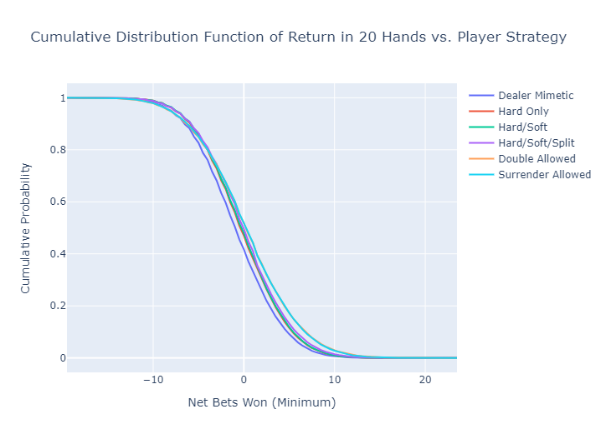 Cumulative Distribution Function of Return in 20 Hands vs. Player Strategy
1
0.8
0.6
0.4
0.2
0
−10
0
10
20
Cumulative Probability
Net Bets Won (Minimum)
Dealer Mimetic
Hard Only
Hard/Soft
Hard/Soft/Split
Double Allowed
Surrender Allowed